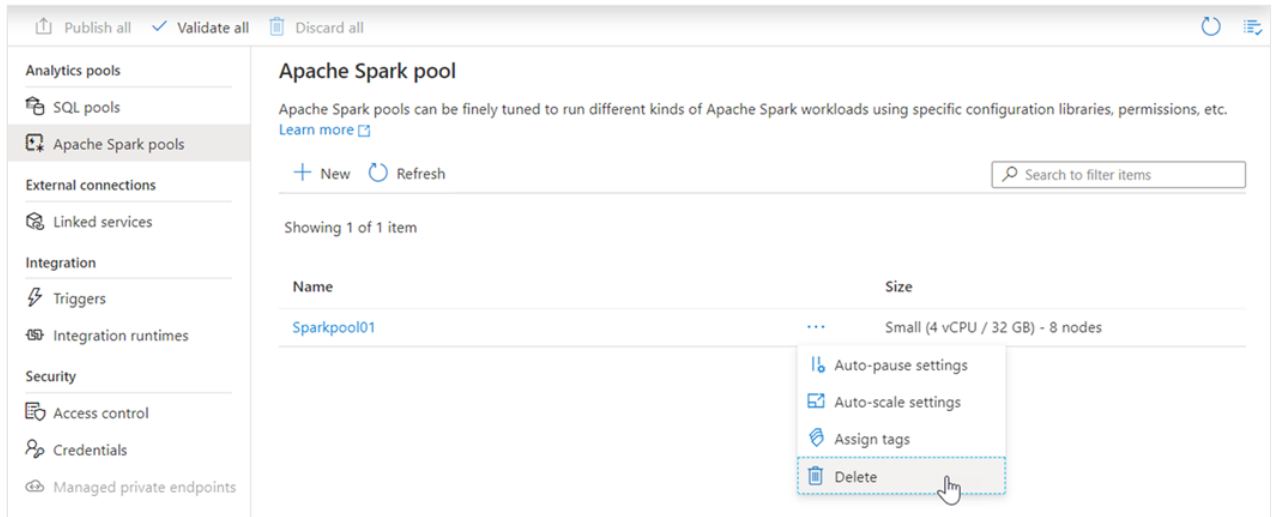 Publish all Validate all Discard all
Analytics pools
SQL pools
Apache Spark pools
External connections
Linked services
Integration
Triggers
Integration runtimes
Security
Access control
Credentials
Managed private endpoints
Apache Spark pool
Apache Spark pools can be finely tuned to run different kinds of Apache Spark workloads using specific configuration libraries, permissions, etc.
Learn more
New Refresh Search to filter items
Showing 1 of 1 item
Name Size
Sparkpool01 ... Small (4 vCPU / 32 GB) - 8 nodes
Auto-pause settings
Auto-scale settings
Assign tags
Delete